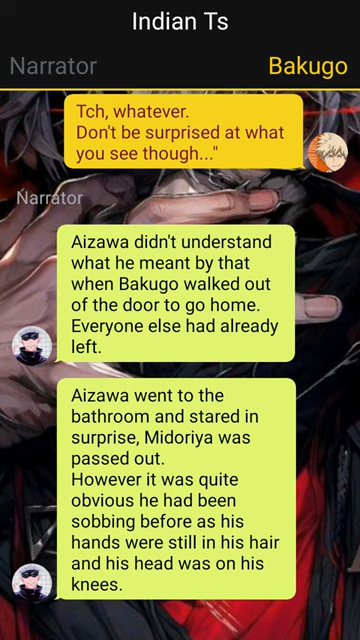 Indian Ts
Narrator
Bakugo
Tch, whatever.
Don't be surprised at what
you see though..."
Narrator
Aizawa didn't understand
what he meant by that
when Bakugo walked out
of the door to go home.
Everyone else had already
left.
Aizawa went to the
bathroom and stared in
surprise, Midoriya was
passed out.
However it was quite
obvious he had been
sobbing before as his
hands were still in his hair
and his head was on his
knees.